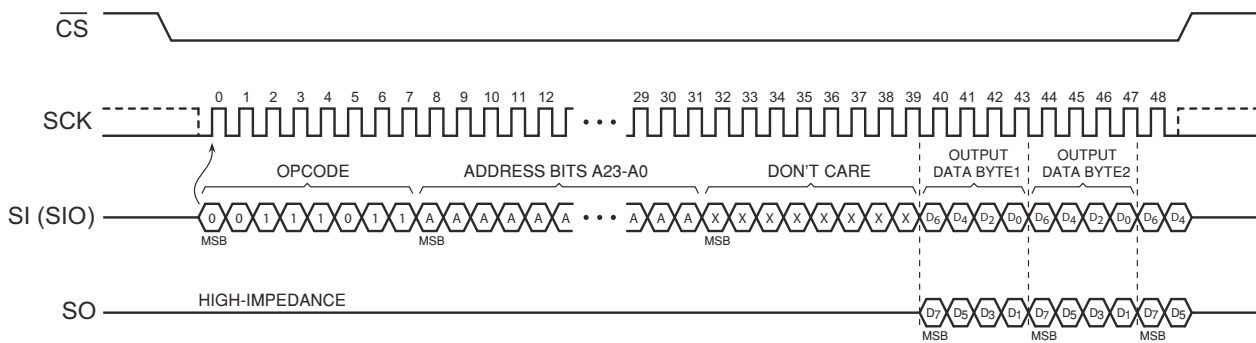 CS
0 1 2 3 4 5 6 7 8 9 10 11 12 29 30 31 32 33 34 35 36 37 38 39 40 41 42 43 44 45 46 47 48
SCK • • •
OPCODE ADDRESS BITS A23-A0 DON'T CARE OUTPUT DATA BYTE1 OUTPUT DATA BYTE2
SI (SIO) 0 0 1 1 1 0 1 1 A A A A A A • • • A A A X X X X X X X X D6 D4 D2 D0 D6 D4 D2 D0 D6 D4
MSB MSB MSB
HIGH-IMPEDANCE
SO D7 D5 D3 D1 D7 D5 D3 D1 D7 D5
MSB MSB MSB